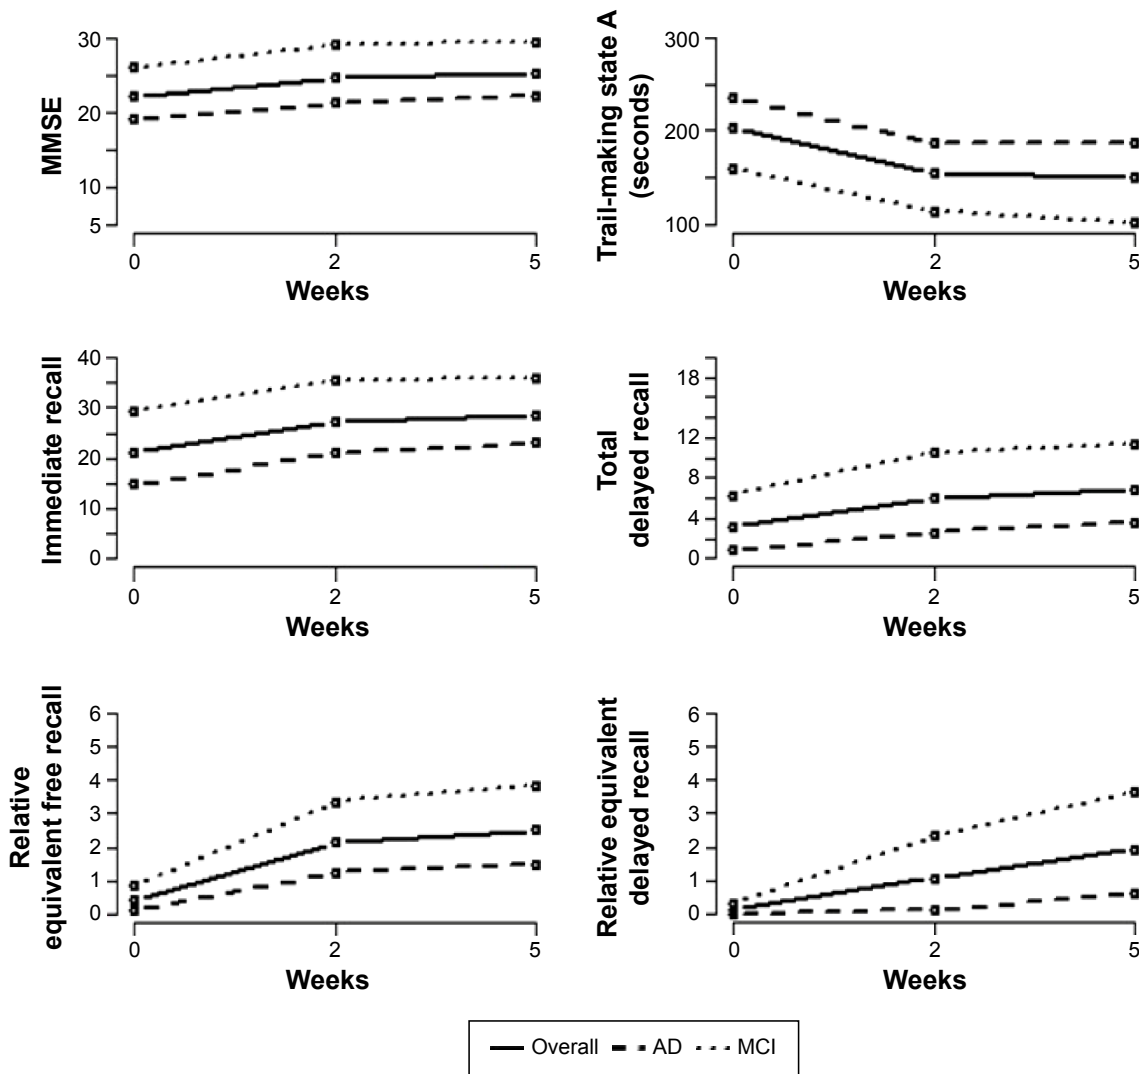 MMSE
30
20
10
5
0 2 5
Weeks
Trail-making state A
(seconds)
300
200
100
0 2 5
Weeks
Immediate recall
40
30
20
10
0
0 2 5
Weeks
Total
delayed recall
18
12
8
4
0
0 2 5
Weeks
Relative
equivalent free recall
6
5
4
3
2
1
0
0 2 5
Weeks
Relative equivalent
delayed recall
6
5
4
3
2
1
0
0 2 5
Weeks
Overall AD MCI